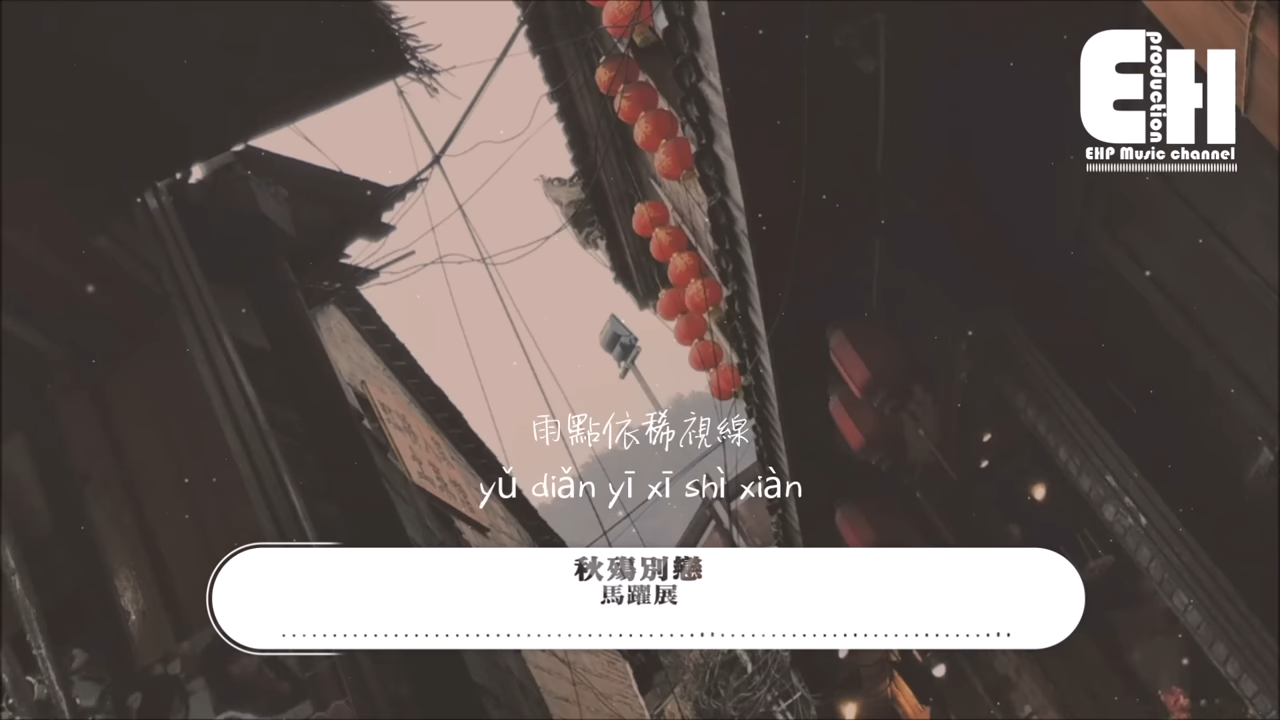 production
EH
EHP Music channel
雨點依稀視線
yǔ diǎn yī xī shì xiàn
秋殤別戀
馬躍展